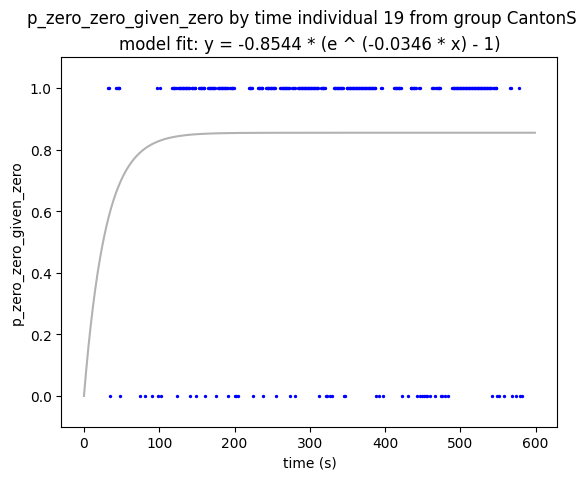 p_zero_zero_given_zero by time individual 19 from group CantonS
model fit: y = -0.8544 * (e ^ (-0.0346 * x) - 1)
1.0
0.8
0.6
0.4
0.2
0.0
p_zero_zero_given_zero
0 100 200 300 400 500 600
time (s)